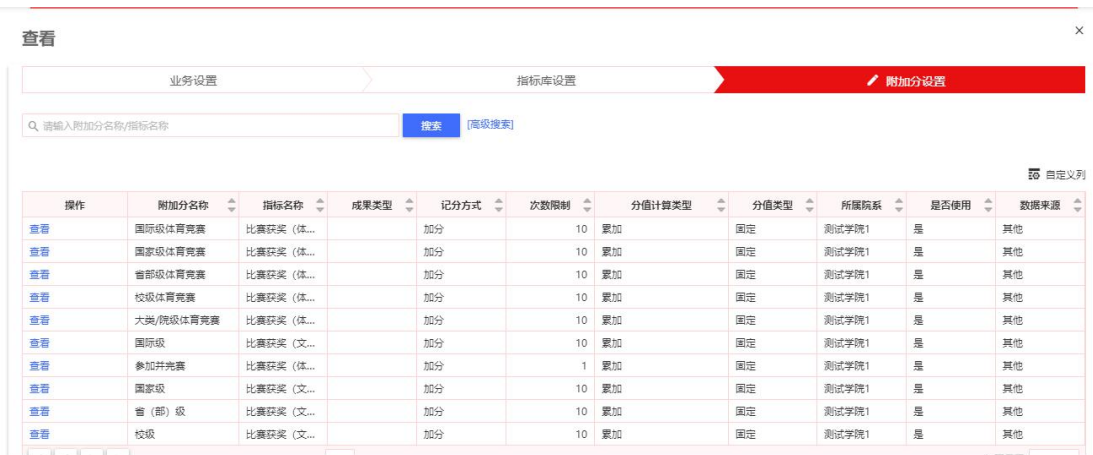 查看
×
业务设置 指标库设置 附加分设置
请输入附加分名称/指标名称 搜索 [高级搜索]
自定义列
操作 附加分名称 指标名称 成果类型 记分方式 次数限制 分值计算类型 分值类型 所属院系 是否使用 数据来源
查看 国际级体育竞赛 比赛获奖（体... 加分 10 累加 固定 测试学院1 是 其他
查看 国家级体育竞赛 比赛获奖（体... 加分 10 累加 固定 测试学院1 是 其他
查看 省部级体育竞赛 比赛获奖（体... 加分 10 累加 固定 测试学院1 是 其他
查看 校级体育竞赛 比赛获奖（体... 加分 10 累加 固定 测试学院1 是 其他
查看 大类/院级体育竞赛 比赛获奖（体... 加分 10 累加 固定 测试学院1 是 其他
查看 国际级 比赛获奖（文... 加分 10 累加 固定 测试学院1 是 其他
查看 参加并完赛 比赛获奖（体... 加分 1 累加 固定 测试学院1 是 其他
查看 国家级 比赛获奖（文... 加分 10 累加 固定 测试学院1 是 其他
查看 省（部）级 比赛获奖（文... 加分 10 累加 固定 测试学院1 是 其他
查看 校级 比赛获奖（文... 加分 10 累加 固定 测试学院1 是 其他